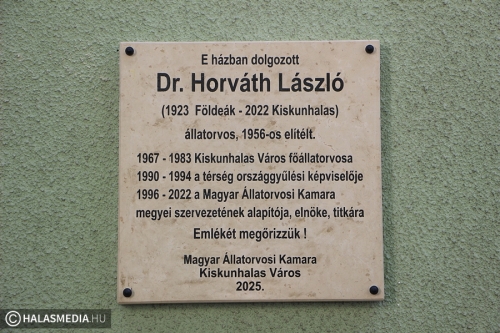 E házban dolgozott
Dr. Horváth László
(1923 Földeák - 2022 Kiskunhalas)
állatorvos, 1956-os elítélt.
1967 - 1983 Kiskunhalas Város főállatorvosa
1990 - 1994 a térség országgyűlési képviselője
1996 - 2022 a Magyar Állatorvosi Kamara
megyei szervezetének alapítója, elnöke, titkára
Emlékét megőrizzük !
Magyar Állatorvosi Kamara
Kiskunhalas Város
2025.
© HALASMEDIA.HU